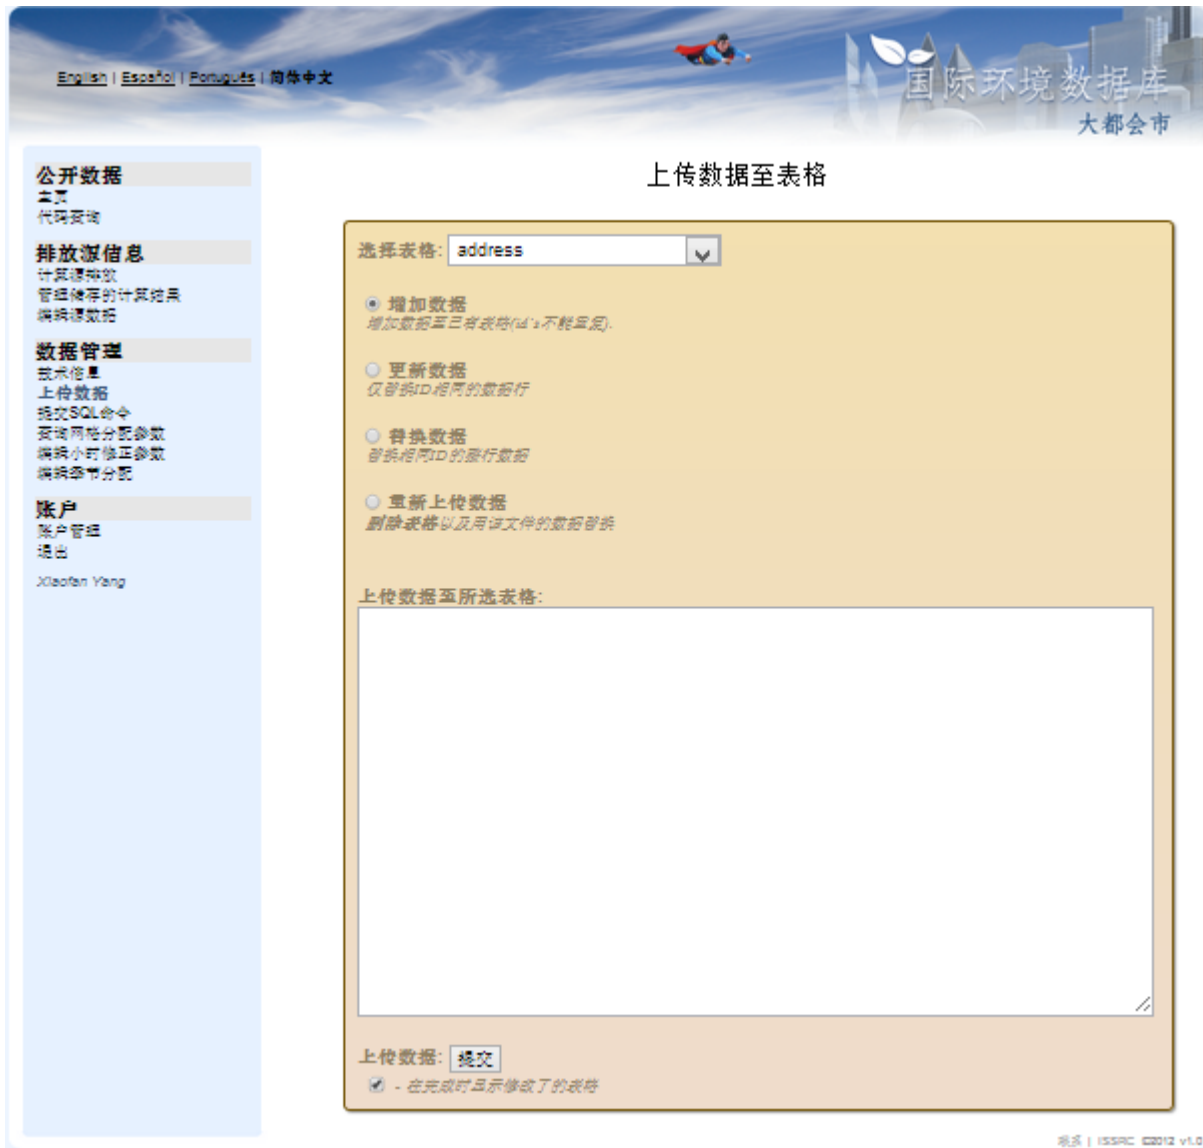 English | Español | Português | 简体中文
国际环境数据库
大都会市
公开数据
主页
代码查询
排放源信息
计算源排放
管理储存的计算结果
编辑源数据
数据管理
技术信息
上传数据
提交SQL命令
查询网格分配参数
编辑小时修正参数
编辑季节分配
账户
账户管理
退出
Xiaofan Yang
上传数据至表格
选择表格: address
增加数据
增加数据至已有表格(id's不能重复).
更新数据
仅替换ID相同的数据行
替换数据
替换相同ID的整行数据
重新上传数据
删除表格以及用该文件的数据替换
上传数据至所选表格:
上传数据: 提交
- 在完成时显示修改了的表格
联系 | ISSRC ©2012 v1.0